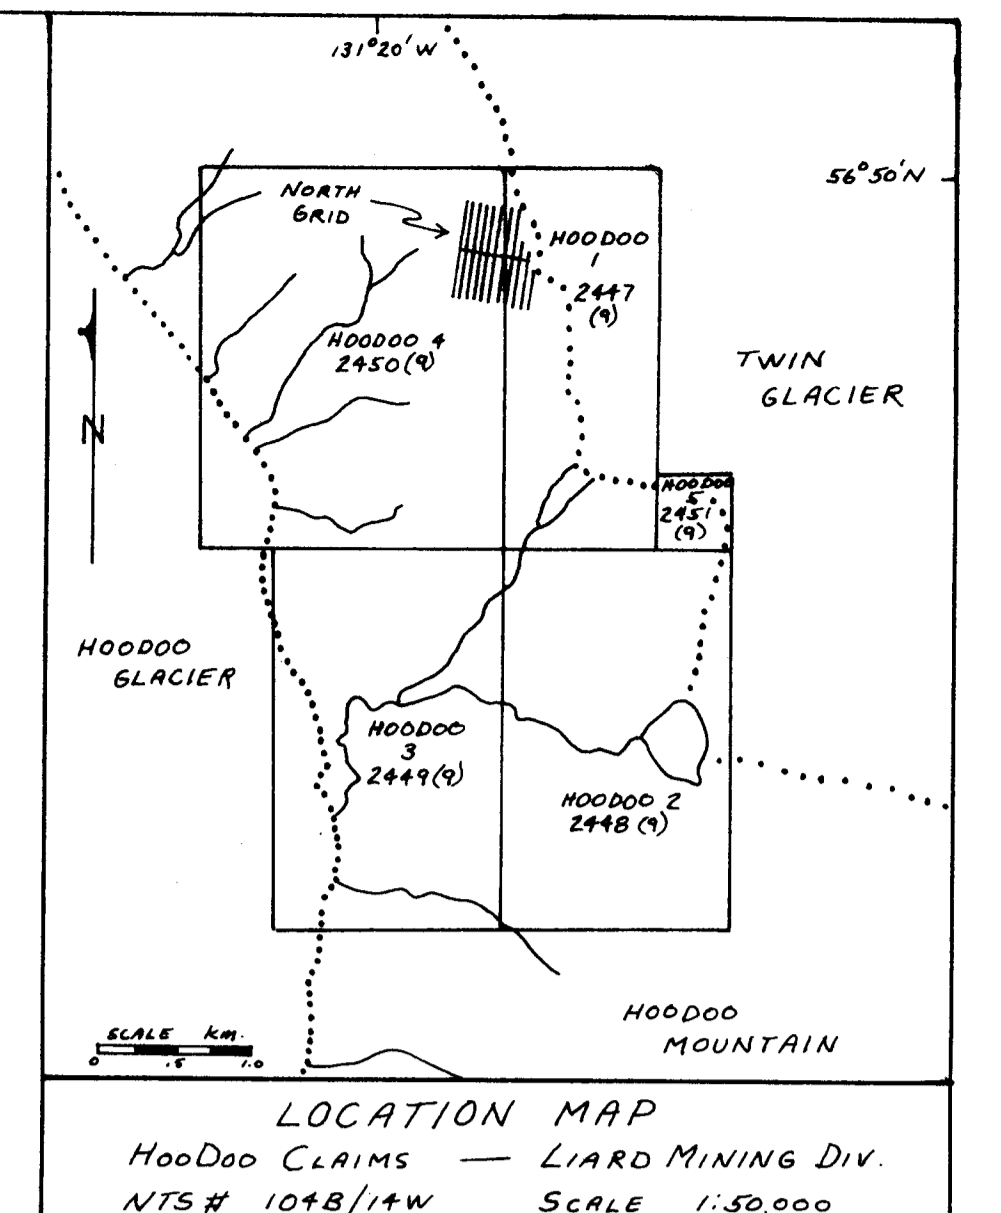 131°20' W
56°50'N
NORTH
GRID
HOODOO
1
2447
(9)
HOODOO 4
2450(9)
TWIN
GLACIER
HOODOO
5
2451
(9)
N
HOODOO
GLACIER
HOODOO
3
2449(9)
HOODOO 2
2448 (9)
HOODOO
MOUNTAIN
SCALE km.
0 .5 1.0
LOCATION MAP
HOODOO CLAIMS — LIARD MINING DIV.
NTS # 104B/14W SCALE 1:50,000